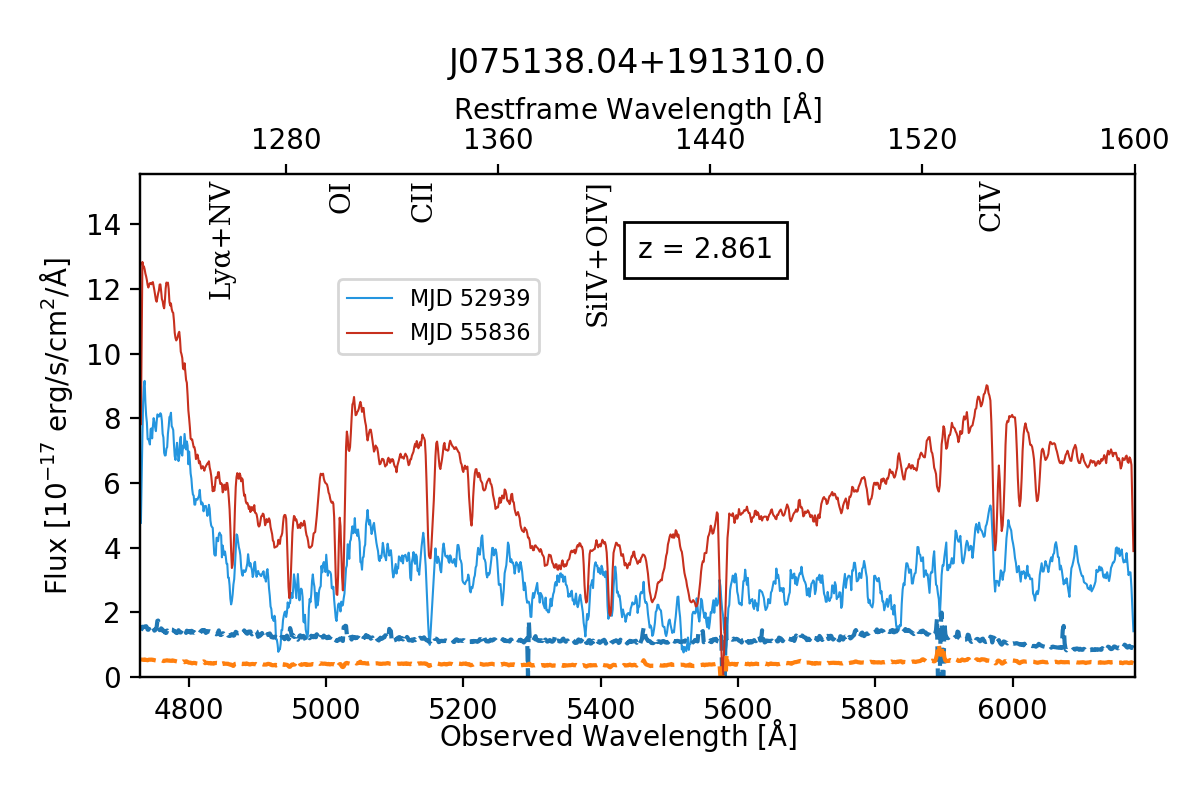 J075138.04+191310.0
Restframe Wavelength [Å]
1280 1360 1440 1520 1600
Lyα+NV
OI
CII
SiIV+OIV]
CIV
z = 2.861
MJD 52939
MJD 55836
Flux [10⁻¹⁷ erg/s/cm²/Å]
14
12
10
8
6
4
2
0
4800 5000 5200 5400 5600 5800 6000
Observed Wavelength [Å]